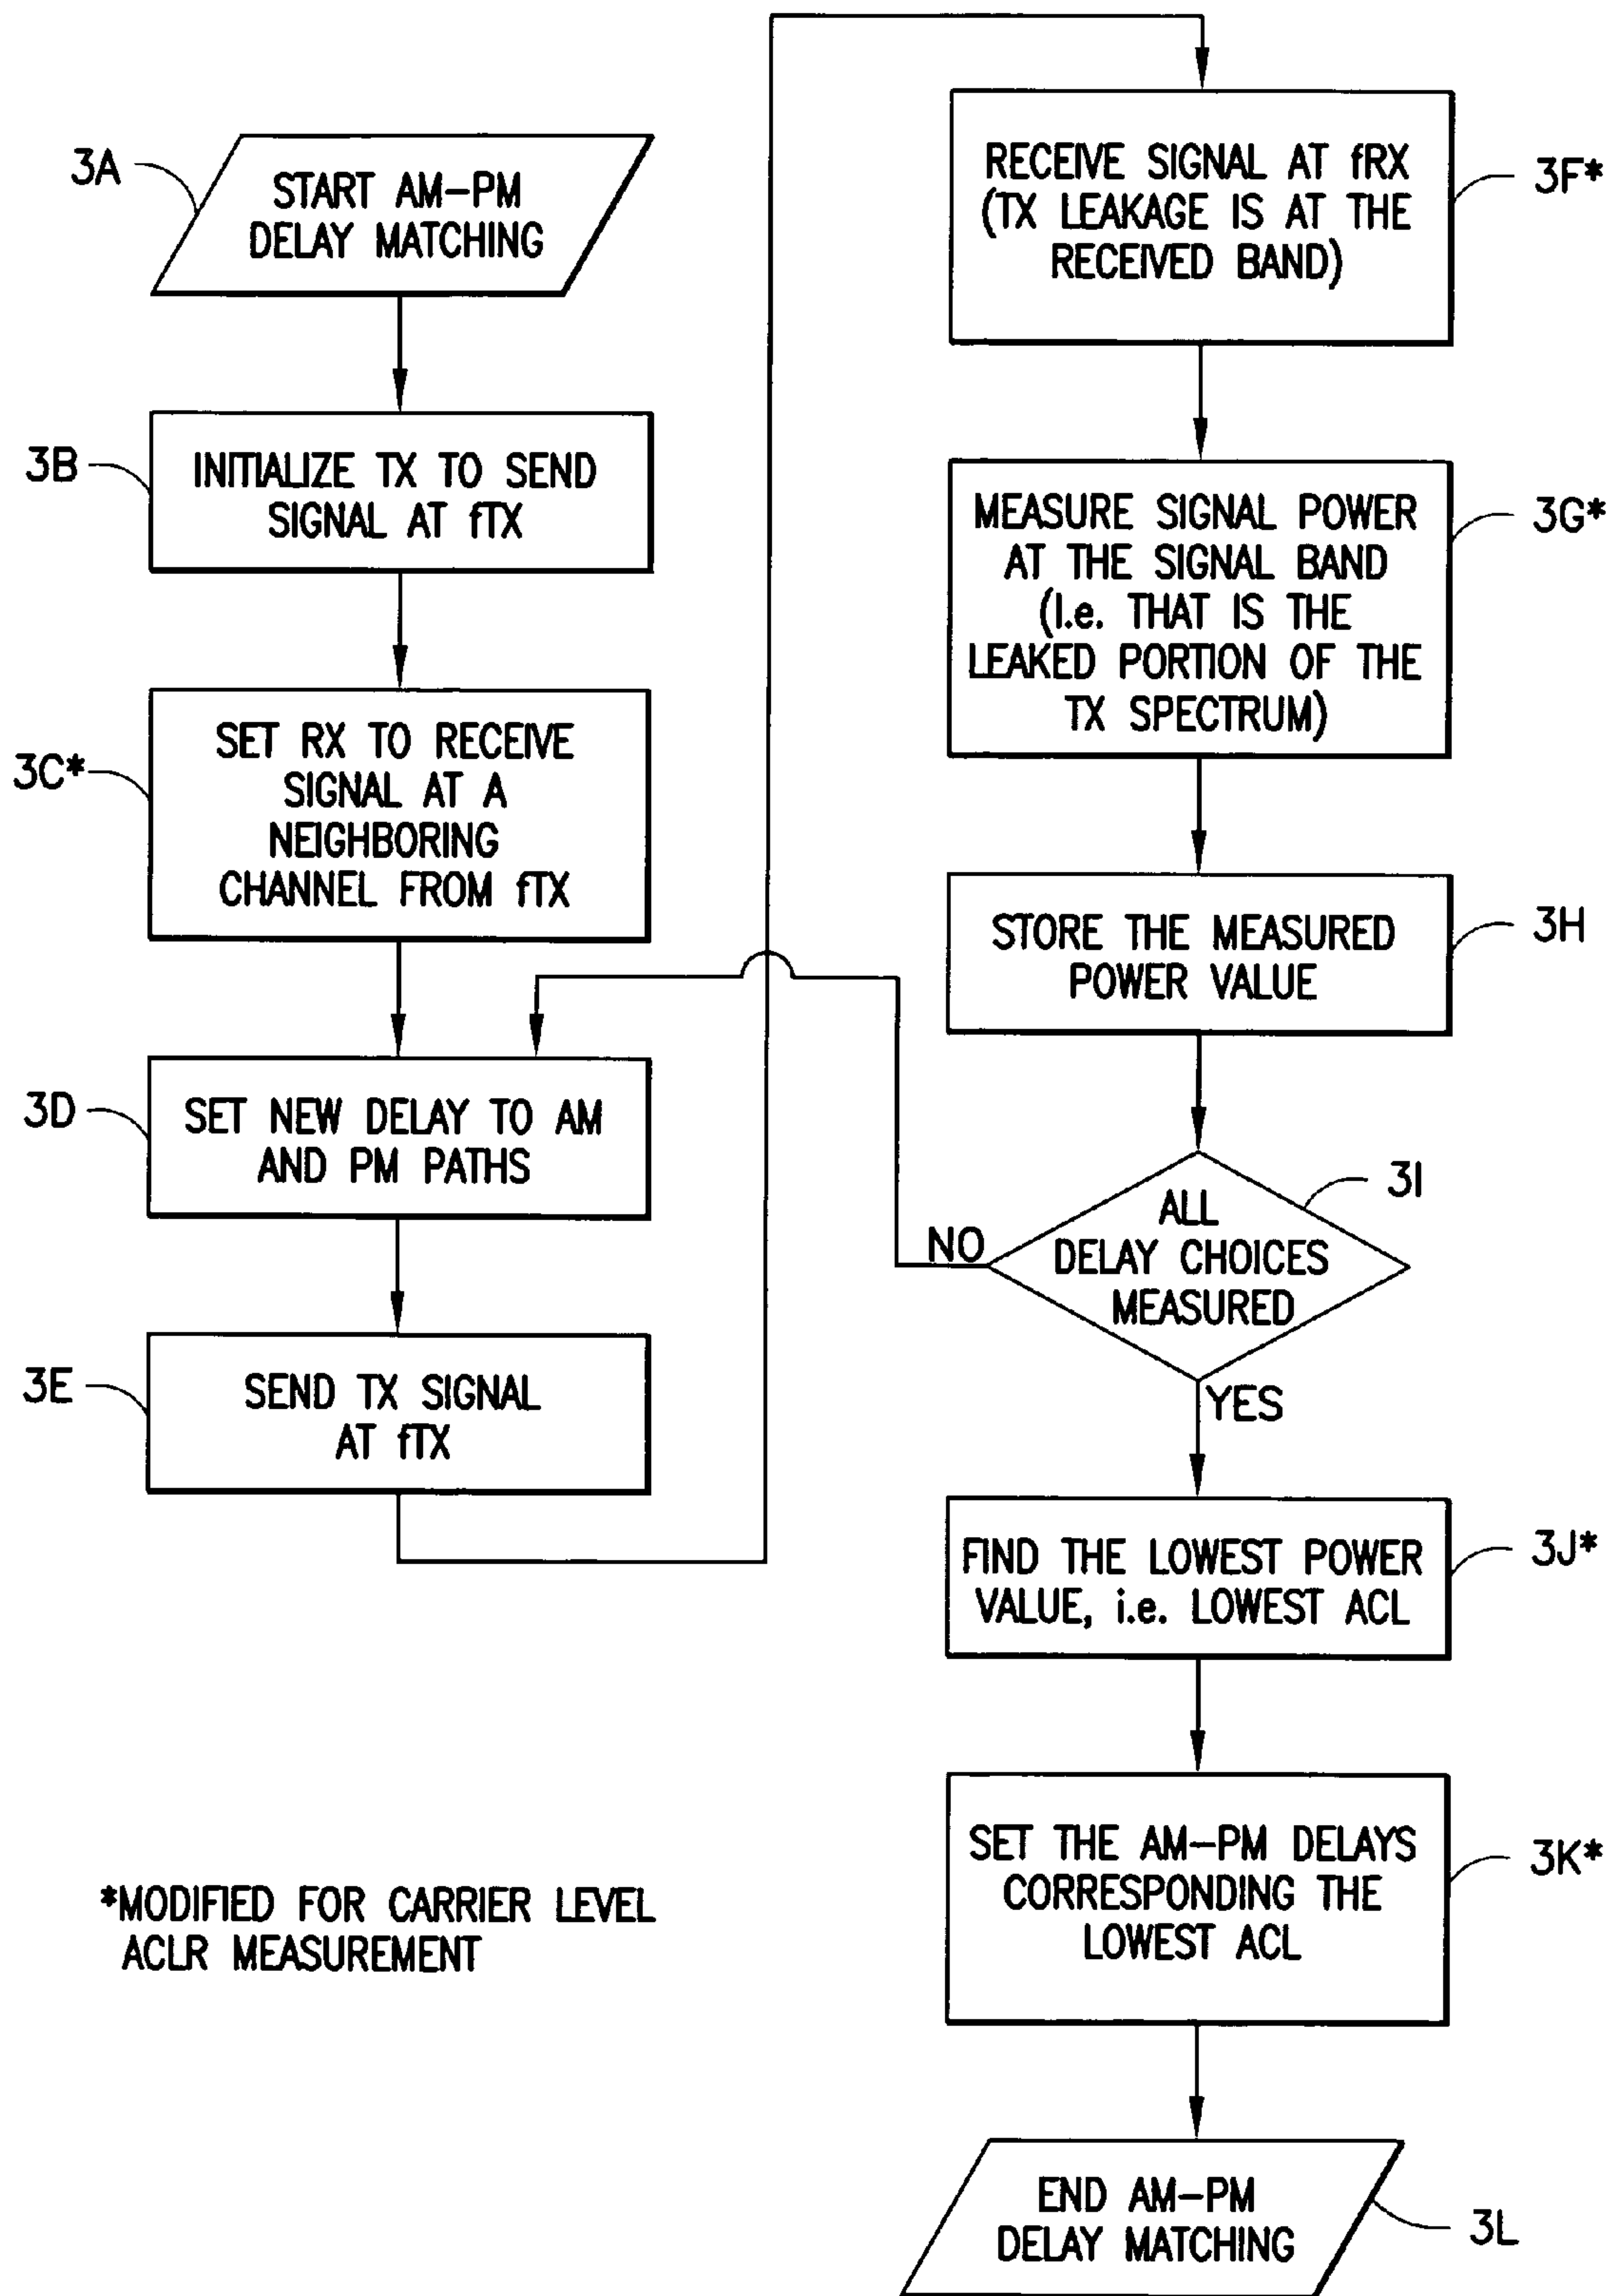 3A
START AM-PM
DELAY MATCHING
3B
INITIALIZE TX TO SEND
SIGNAL AT fTX
3C*
SET RX TO RECEIVE
SIGNAL AT A
NEIGHBORING
CHANNEL FROM fTX
3D
SET NEW DELAY TO AM
AND PM PATHS
3E
SEND TX SIGNAL
AT fTX
RECEIVE SIGNAL AT fRX
(TX LEAKAGE IS AT THE
RECEIVED BAND)
3F*
MEASURE SIGNAL POWER
AT THE SIGNAL BAND
(I.e. THAT IS THE
LEAKED PORTION OF THE
TX SPECTRUM)
3G*
STORE THE MEASURED
POWER VALUE
3H
ALL
DELAY CHOICES
MEASURED
3I
NO
YES
FIND THE LOWEST POWER
VALUE, i.e. LOWEST ACL
3J*
SET THE AM-PM DELAYS
CORRESPONDING THE
LOWEST ACL
3K*
END AM-PM
DELAY MATCHING
3L
*MODIFIED FOR CARRIER LEVEL
ACLR MEASUREMENT